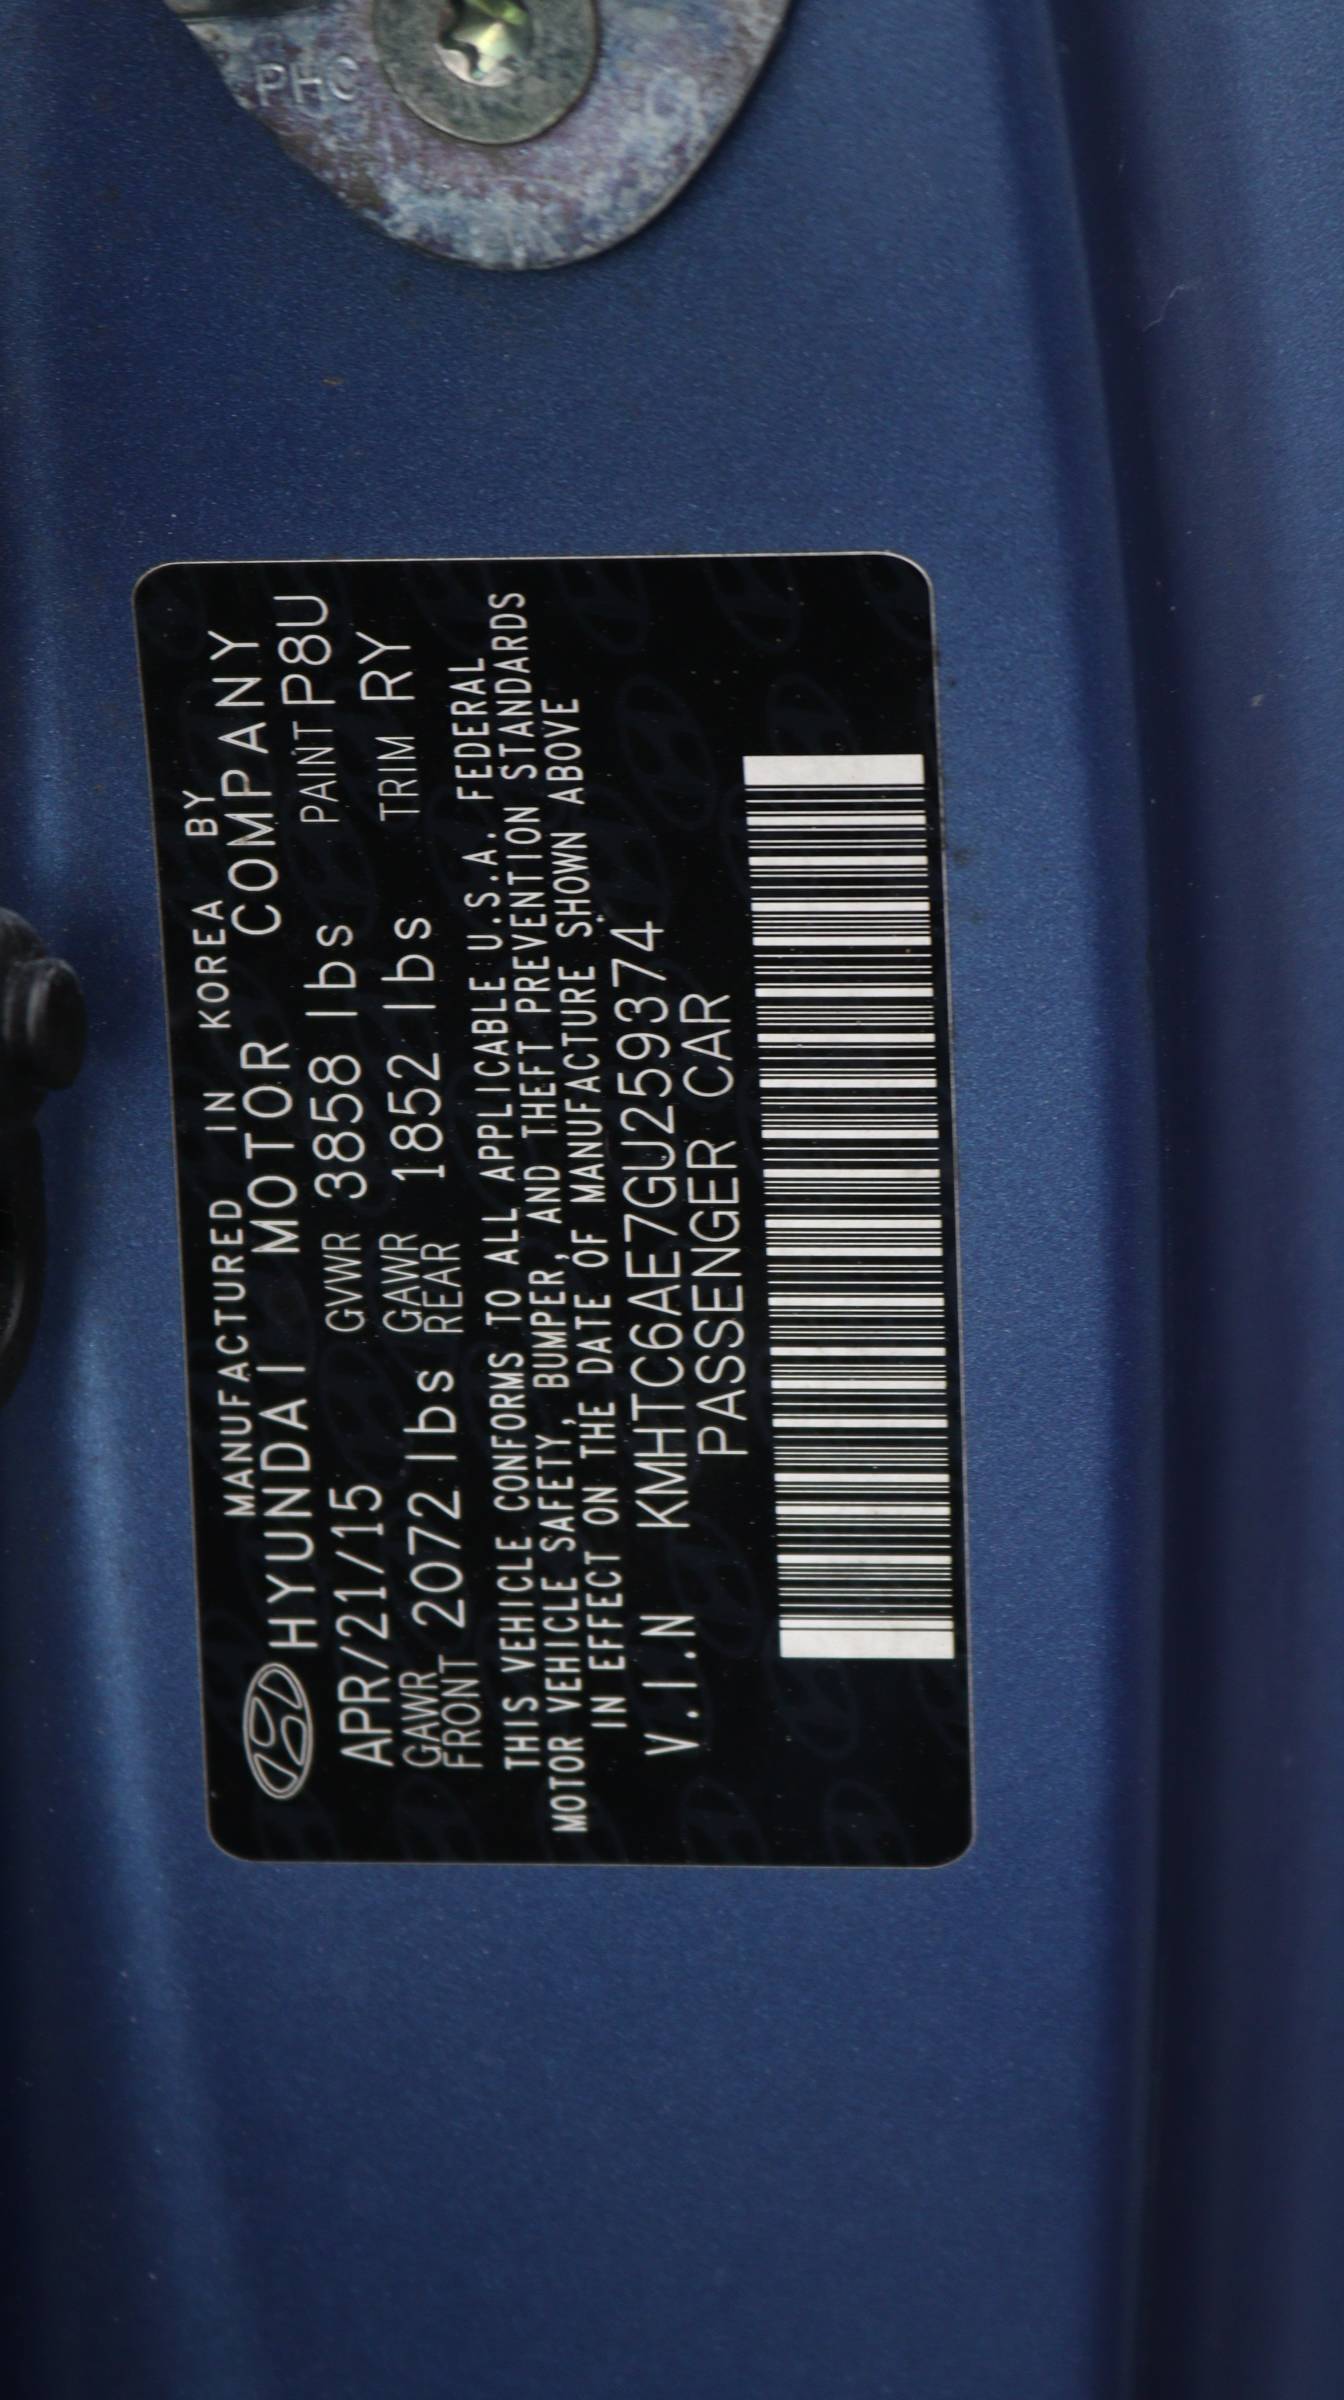 PHC
MANUFACTURED IN KOREA BY
HYUNDAI MOTOR COMPANY
APR/21/15 GVWR 3858 lbs PAINT P8U
GAWR FRONT 2072 lbs GAWR REAR 1852 lbs TRIM RY
THIS VEHICLE CONFORMS TO ALL APPLICABLE U.S.A. FEDERAL
MOTOR VEHICLE SAFETY, BUMPER, AND THEFT PREVENTION STANDARDS
IN EFFECT ON THE DATE OF MANUFACTURE SHOWN ABOVE
V.I.N KMHTC6AE7GU259374
PASSENGER CAR